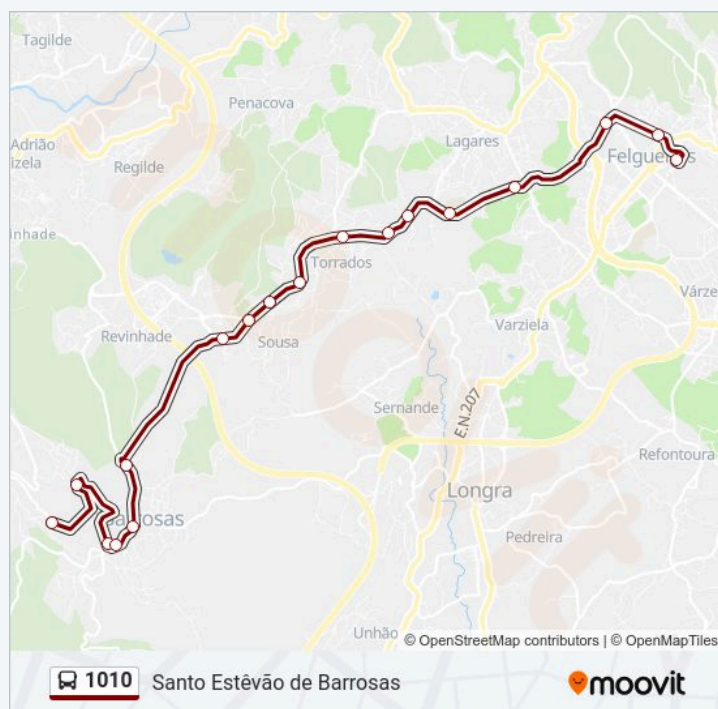 Tagilde
Penacova
Adrião
izela
Regilde
Lagares
Felgueiras
inhade
Torrados
Várze
Revinhade
Sousa
Varziela
Sernande
E.N.207
Refontoura
Longra
Barrosas
Pedreira
Unhão
© OpenStreetMap contributors | © OpenMapTiles
1010 Santo Estêvão de Barrosas
moovit